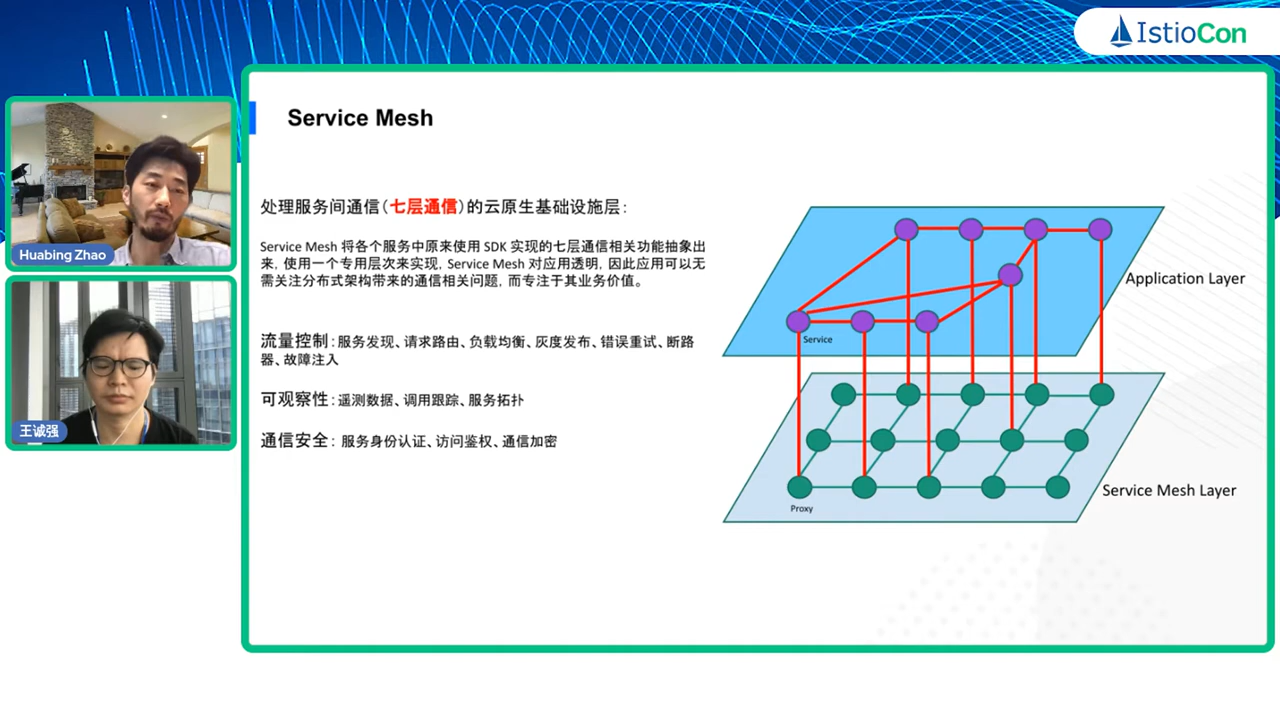 IstioCon
Service Mesh
处理服务间通信（七层通信）的云原生基础设施层：
Service Mesh 将各个服务中原来使用 SDK 实现的七层通信相关功能抽象出
来，使用一个专用层次来实现，Service Mesh 对应用透明，因此应用可以无
需关注分布式架构带来的通信相关问题，而专注于其业务价值。
流量控制：服务发现、请求路由、负载均衡、灰度发布、错误重试、断路
器、故障注入
可观察性：遥测数据、调用跟踪、服务拓扑
通信安全： 服务身份认证、访问鉴权、通信加密
Application Layer
Service
Service Mesh Layer
Proxy
Huabing Zhao
王诚强